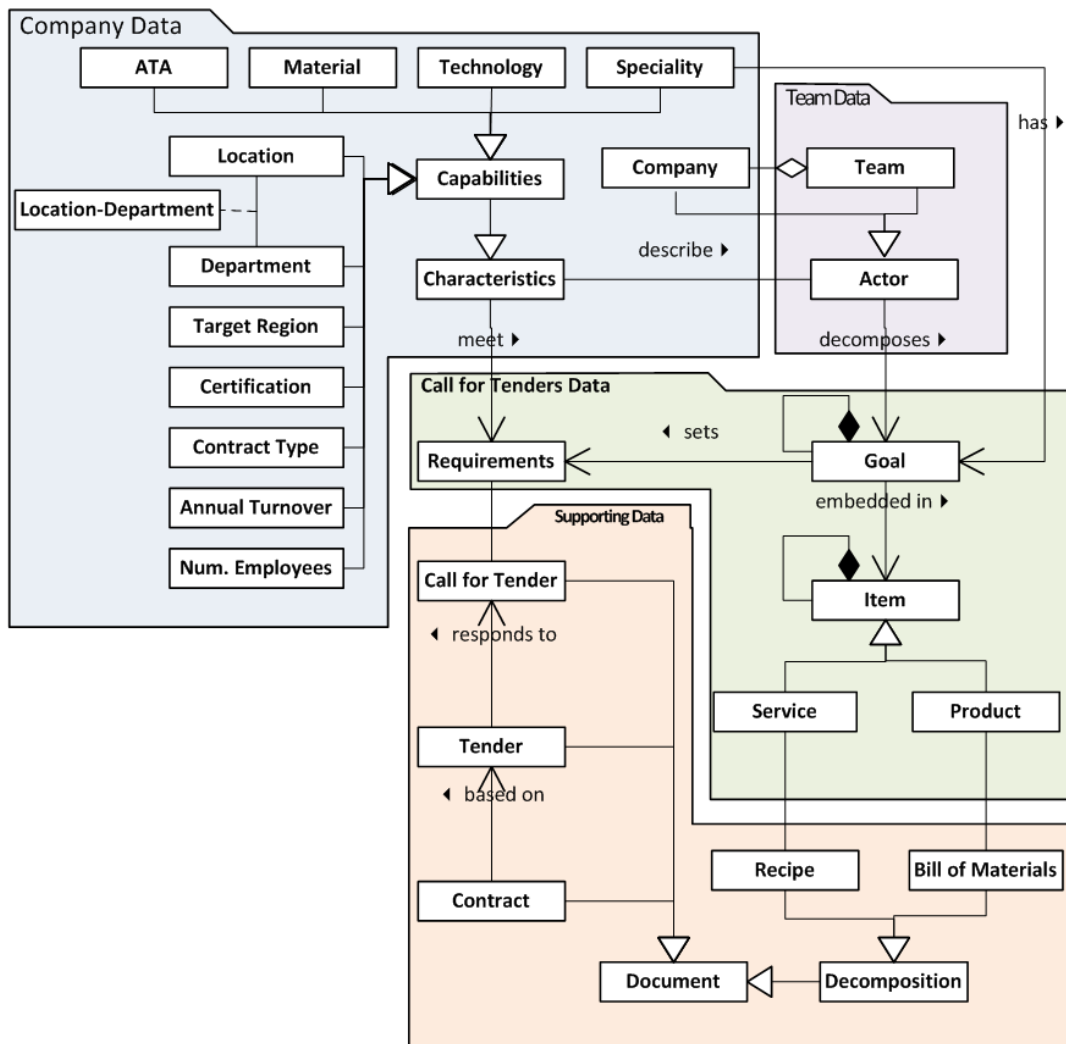 Company Data
ATA
Material
Technology
Speciality
Team Data
has
Location
Capabilities
Company
Team
Location-Department
describe
Department
Characteristics
Actor
Target Region
meet
decomposes
Certification
Call for Tenders Data
Contract Type
sets
Requirements
Goal
Annual Turnover
embedded in
Supporting Data
Num. Employees
Call for Tender
Item
responds to
Service
Product
Tender
based on
Recipe
Bill of Materials
Contract
Document
Decomposition